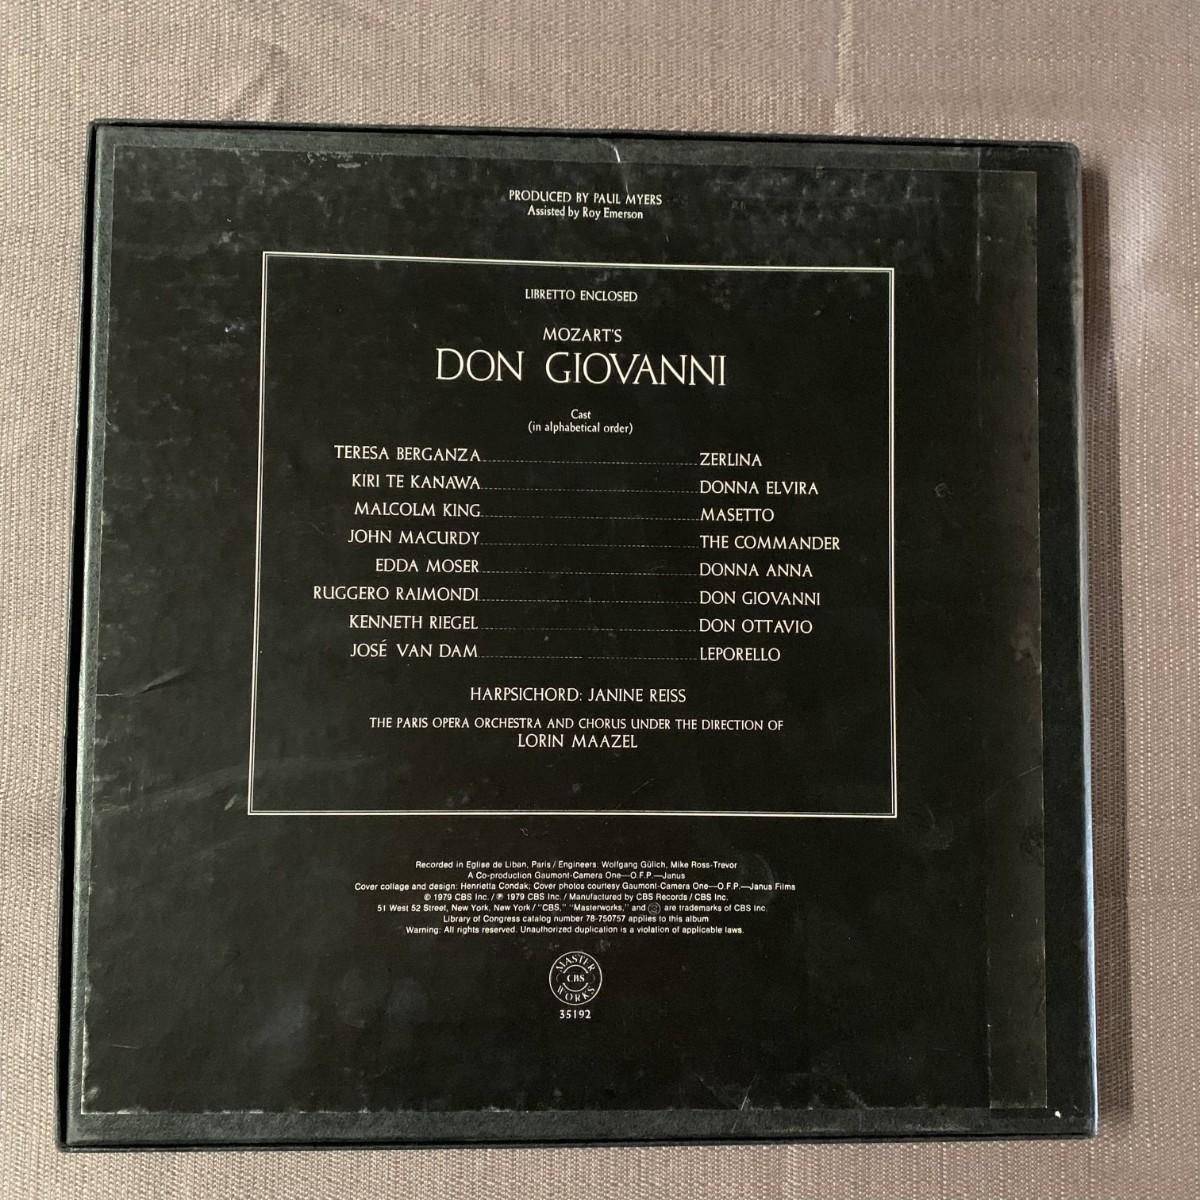 PRODUCED BY PAUL MYERS
Assisted by Roy Emerson
LIBRETTO ENCLOSED
MOZART'S
DON GIOVANNI
Cast
(in alphabetical order)
TERESA BERGANZA ZERLINA
KIRI TE KANAWA DONNA ELVIRA
MALCOLM KING MASETTO
JOHN MACURDY THE COMMANDER
EDDA MOSER DONNA ANNA
RUGGERO RAIMONDI DON GIOVANNI
KENNETH RIEGEL DON OTTAVIO
JOSÉ VAN DAM LEPORELLO
HARPSICHORD: JANINE REISS
THE PARIS OPERA ORCHESTRA AND CHORUS UNDER THE DIRECTION OF
LORIN MAAZEL
Recorded in Eglise de Liban, Paris / Engineers: Wolfgang Gülich, Mike Ross-Trevor
A Co-production Gaumont-Camera One—O.F.P.—Janus
Cover collage and design: Henrietta Condak; Cover photos courtesy Gaumont-Camera One—O.F.P.—Janus Films
© 1979 CBS Inc. / ℗ 1979 CBS Inc. / Manufactured by CBS Records / CBS Inc.
51 West 52 Street, New York, New York / "CBS," "Masterworks," and are trademarks of CBS Inc.
Library of Congress catalog number 78-750757 applies to this album
Warning: All rights reserved. Unauthorized duplication is a violation of applicable laws.
MASTER
CBS
WORKS
35192